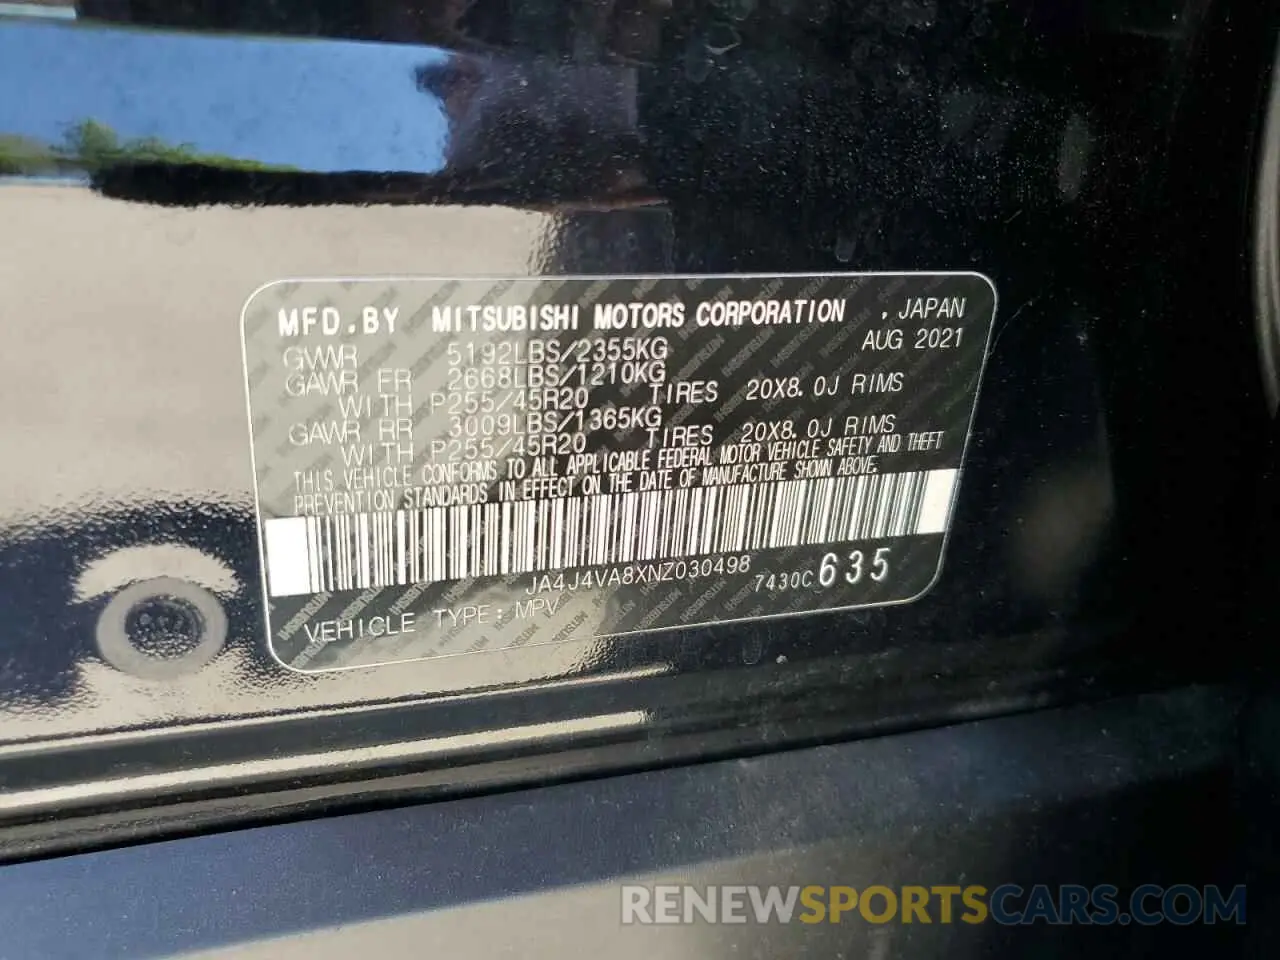 MFD.BY MITSUBISHI MOTORS CORPORATION , JAPAN
AUG 2021
GVWR 5192LBS/2355KG
GAWR FR 2668LBS/1210KG
WITH P255/45R20 TIRES 20X8.0J RIMS
GAWR RR 3009LBS/1365KG
WITH P255/45R20 TIRES 20X8.0J RIMS
THIS VEHICLE CONFORMS TO ALL APPLICABLE FEDERAL MOTOR VEHICLE SAFETY AND THEFT
PREVENTION STANDARDS IN EFFECT ON THE DATE OF MANUFACTURE SHOWN ABOVE.
JA4J4VA8XNZ030498 7430C 635
VEHICLE TYPE: MPV
RENEWSPORTSCARS.COM